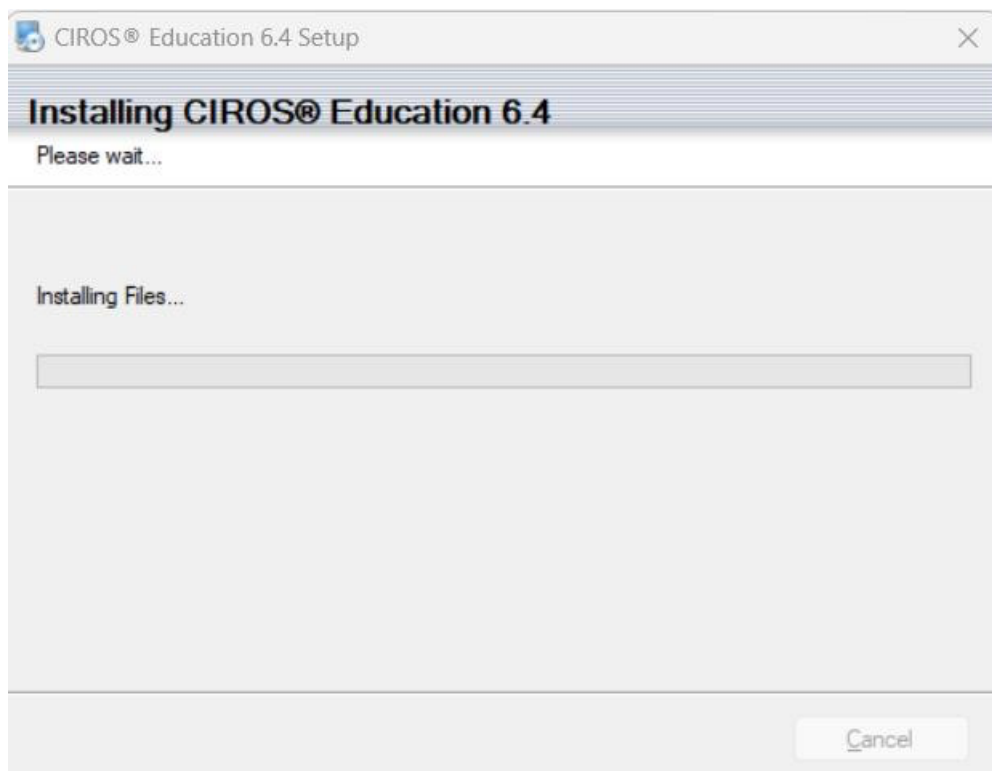 CIROS® Education 6.4 Setup
Installing CIROS® Education 6.4
Please wait...
Installing Files...
Cancel